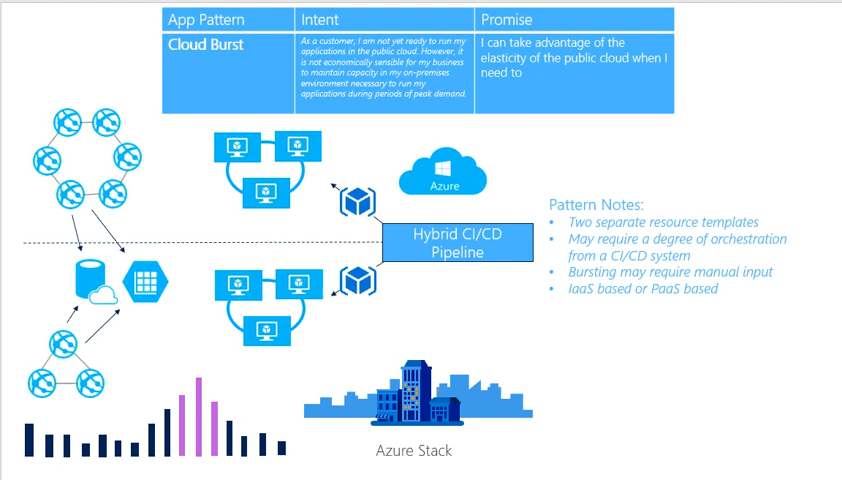 App Pattern
Intent
Promise
Cloud Burst
As a customer, I am not yet ready to run my
applications in the public cloud. However, it
is not economically sensible for my business
to maintain capacity in my on-premises
environment necessary to run my
applications during periods of peak demand.
I can take advantage of the
elasticity of the public cloud when I
need to
Azure
Hybrid CI/CD
Pipeline
Pattern Notes:
• Two separate resource templates
• May require a degree of orchestration
from a CI/CD system
• Bursting may require manual input
• IaaS based or PaaS based
Azure Stack